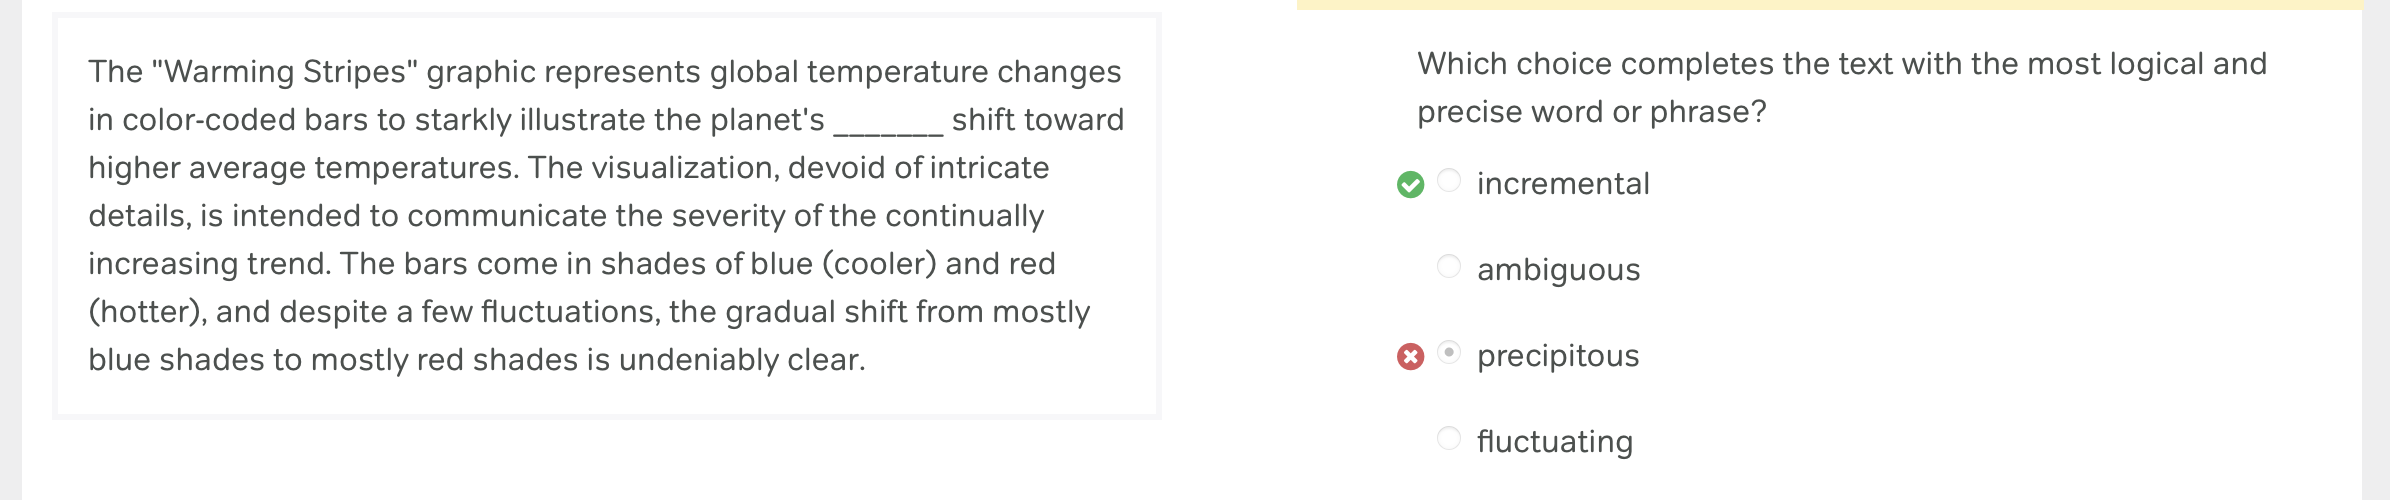 The "Warming Stripes" graphic represents global temperature changes
in color-coded bars to starkly illustrate the planet's _______ shift toward
higher average temperatures. The visualization, devoid of intricate
details, is intended to communicate the severity of the continually
increasing trend. The bars come in shades of blue (cooler) and red
(hotter), and despite a few fluctuations, the gradual shift from mostly
blue shades to mostly red shades is undeniably clear.
Which choice completes the text with the most logical and
precise word or phrase?
incremental
ambiguous
precipitous
fluctuating